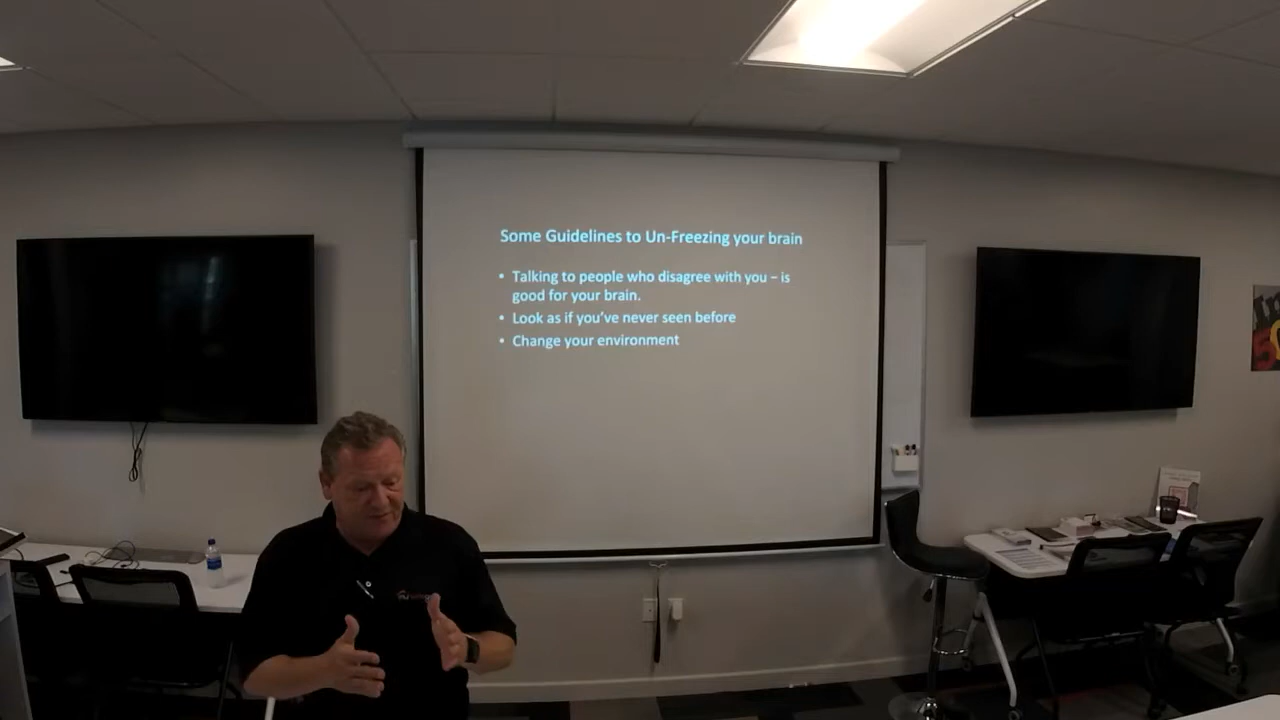 Some Guidelines to Un-Freezing your brain
• Talking to people who disagree with you – is
good for your brain.
• Look as if you’ve never seen before
• Change your environment